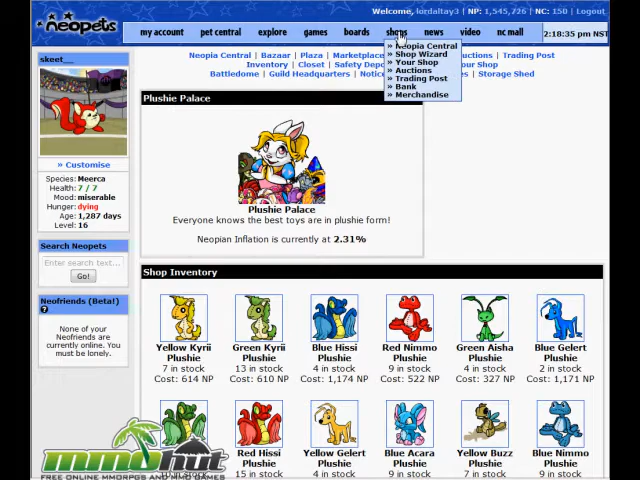 neopets
Welcome, lordaltay3 | NP: 1,545,726 | NC: 150 | Logout
my account pet central explore games boards shops news video nc mall
2:18:35 pm NST
» Neopia Central
» Shop Wizard
» Your Shop
» Auctions
» Trading Post
» Bank
» Merchandise
skeet__
Neopia Central | Bazaar | Plaza | Marketplace
uctions | Trading Post
Inventory | Closet | Safety Depo
our Shop
Battledome | Guild Headquarters | Notic
s | Storage Shed
» Customise
Species: Meerca
Health: 7 / 7
Mood: miserable
Hunger: dying
Age: 1,287 days
Level: 16
Search Neopets
Enter search text...
Go!
Neofriends (Beta!)
?
None of your
Neofriends are
currently online. You
must be lonely.
Plushie Palace
Plushie Palace
Everyone knows the best toys are in plushie form!
Neopian Inflation is currently at 2.31%
Shop Inventory
Yellow Kyrii Plushie
7 in stock
Cost: 614 NP
Green Kyrii Plushie
13 in stock
Cost: 610 NP
Blue Hissi Plushie
4 in stock
Cost: 1,174 NP
Red Nimmo Plushie
9 in stock
Cost: 522 NP
Green Aisha Plushie
4 in stock
Cost: 327 NP
Blue Gelert Plushie
2 in stock
Cost: 1,171 NP
Red Hissi Plushie
15 in stock
Yellow Gelert Plushie
4 in stock
Blue Acara Plushie
9 in stock
Yellow Buzz Plushie
7 in stock
Blue Nimmo Plushie
9 in stock
mmohut
FREE ONLINE MMORPGS AND MMO GAMES